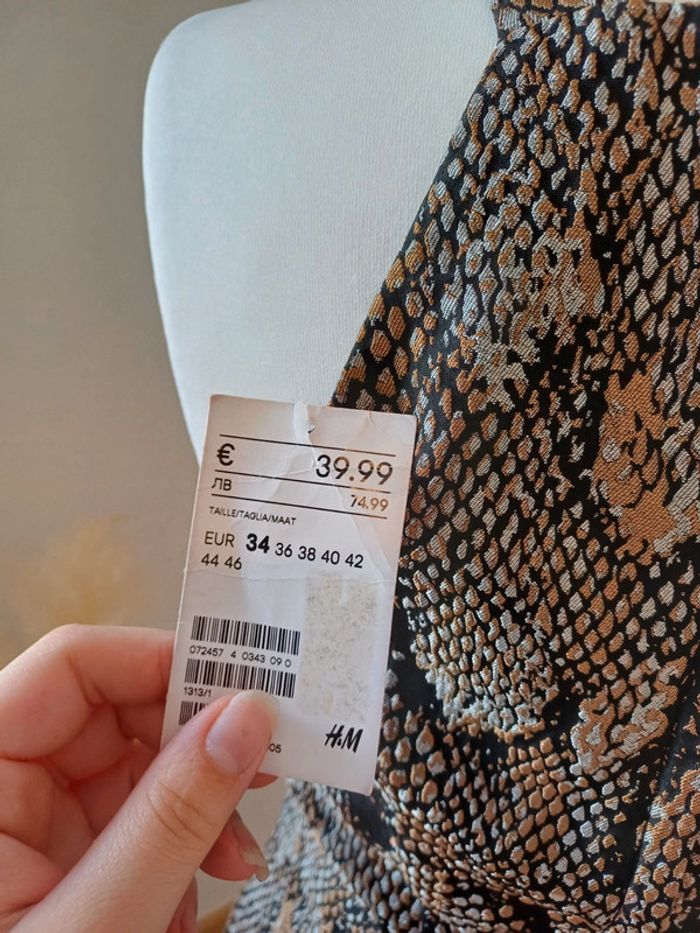 € 39.99
ЛВ 74.99
TAILLE/TAGLIA/MAAT
EUR 34 36 38 40 42
44 46
072457 4 0343 09 0
1313/1
05
H&M